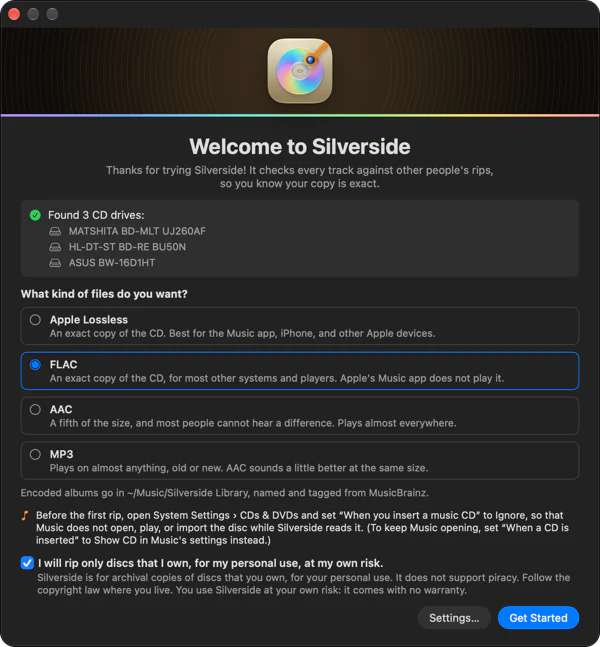 Welcome to Silverside
Thanks for trying Silverside! It checks every track against other people's rips,
so you know your copy is exact.
Found 3 CD drives:
MATSHITA BD-MLT UJ260AF
HL-DT-ST BD-RE BU50N
ASUS BW-16D1HT
What kind of files do you want?
Apple Lossless
An exact copy of the CD. Best for the Music app, iPhone, and other Apple devices.
FLAC
An exact copy of the CD, for most other systems and players. Apple's Music app does not play it.
AAC
A fifth of the size, and most people cannot hear a difference. Plays almost everywhere.
MP3
Plays on almost anything, old or new. AAC sounds a little better at the same size.
Encoded albums go in ~/Music/Silverside Library, named and tagged from MusicBrainz.
Before the first rip, open System Settings › CDs & DVDs and set “When you insert a music CD” to Ignore, so that
Music does not open, play, or import the disc while Silverside reads it. (To keep Music opening, set “When a CD is
inserted” to Show CD in Music's settings instead.)
I will rip only discs that I own, for my personal use, at my own risk.
Silverside is for archival copies of discs that you own, for your personal use. It does not support piracy. Follow the
copyright law where you live. You use Silverside at your own risk: it comes with no warranty.
Settings...
Get Started